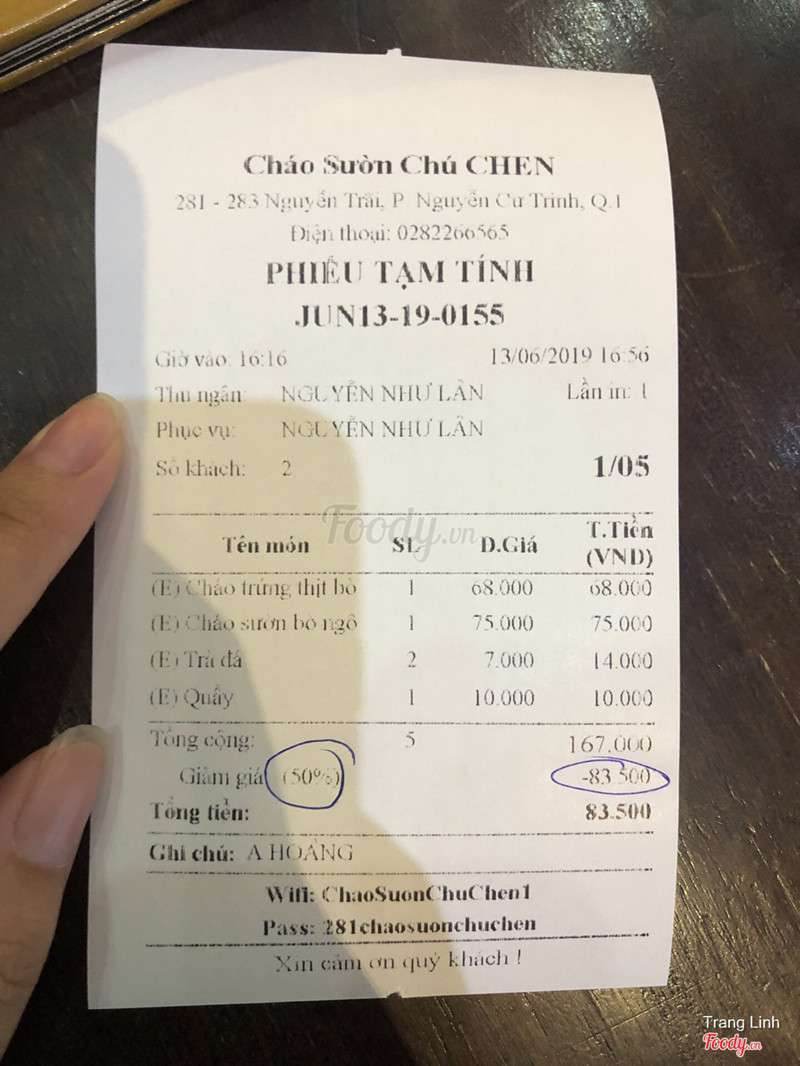 Cháo Sườn Chú CHEN
281 - 283 Nguyễn Trãi, P. Nguyễn Cư Trinh, Q.1
Điện thoại: 0282266565
PHIẾU TẠM TÍNH
JUN13-19-0155
Giờ vào: 16:16 13/06/2019 16:56
Thu ngân: NGUYỄN NHƯ LÂN Lần in: 1
Phục vụ: NGUYỄN NHƯ LÂN
Số khách: 2 1/05
Foody.vn
Tên món SL Đ.Giá T.Tiền (VND)
(E) Cháo trứng thịt bò 1 68.000 68.000
(E) Cháo sườn bò ngô 1 75.000 75.000
(E) Trà đá 2 7.000 14.000
(E) Quẩy 1 10.000 10.000
Tổng cộng: 5 167.000
Giảm giá (50%) -83.500
Tổng tiền: 83.500
Ghi chú: A HOÀNG
Wifi: ChaoSuonChuChen1
Pass: 281chaosuonchuchen
Xin cảm ơn quý khách !
Trang Linh
Foody.vn